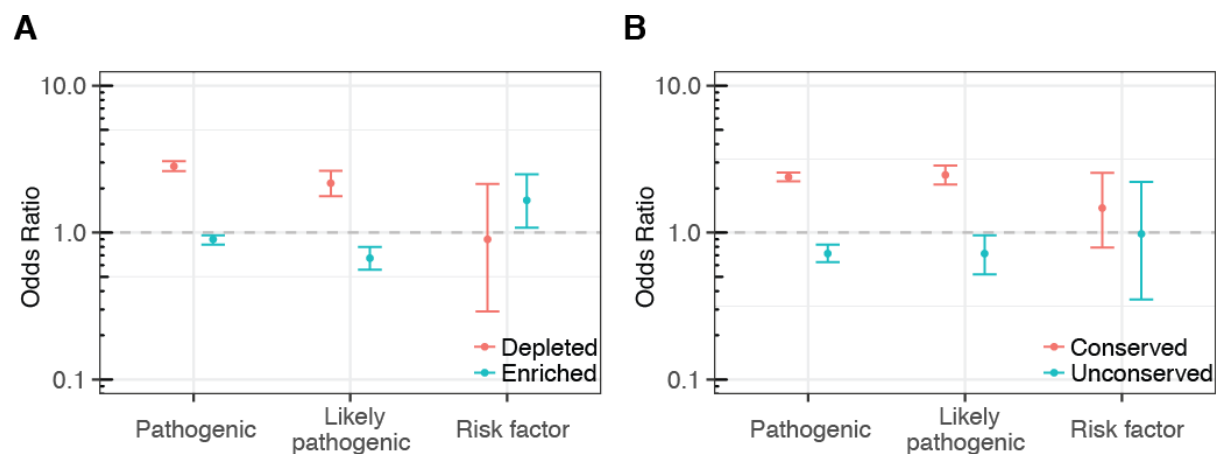 A
Odds Ratio
10.0
1.0
0.1
Depleted
Enriched
Pathogenic
Likely
pathogenic
Risk factor
B
Odds Ratio
10.0
1.0
0.1
Conserved
Unconserved
Pathogenic
Likely
pathogenic
Risk factor